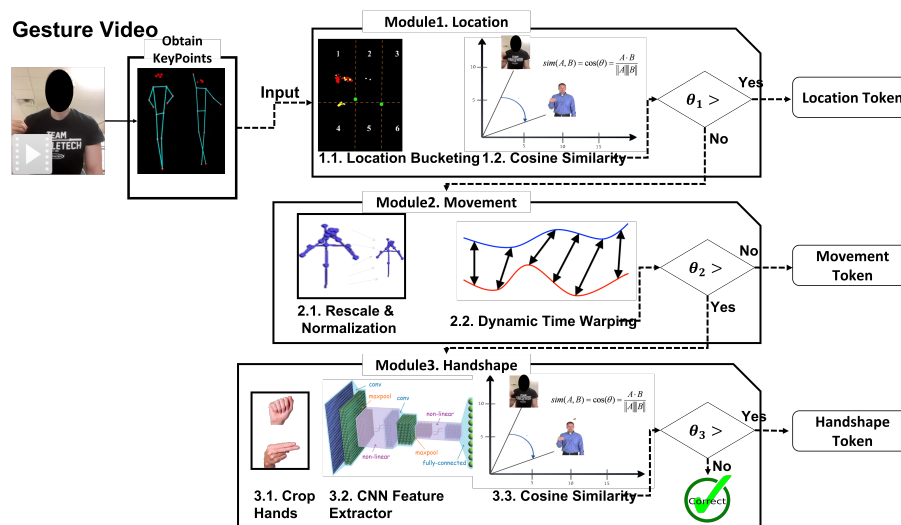 Gesture Video
Obtain
KeyPoints
Input
Module1. Location
1 2 3
4 5 6
1.1. Location Bucketing
10
5
5 10 15
sim(A, B) = cos(θ) = A · B / ‖A‖‖B‖
1.2. Cosine Similarity
θ1 >
Yes
No
Location Token
TEAM
Module2. Movement
2.1. Rescale &
Normalization
2.2. Dynamic Time Warping
θ2 >
No
Yes
Movement
Token
Module3. Handshape
3.1. Crop
Hands
conv
maxpool
conv
non-linear
non-linear
maxpool
fully-connected
3.2. CNN Feature
Extractor
10
5
5 10 15
sim(A, B) = cos(θ) = A · B / ‖A‖‖B‖
3.3. Cosine Similarity
θ3 >
Yes
No
Correct
Handshape
Token